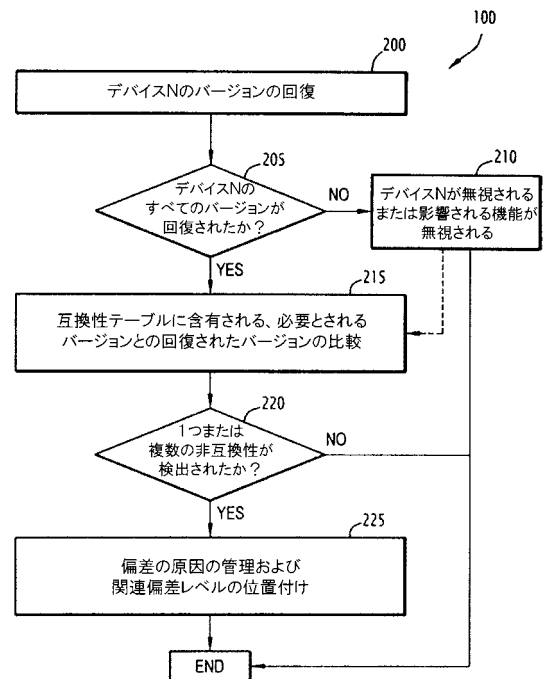 100
200
デバイスNのバージョンの回復
205
デバイスNの
すべてのバージョンが
回復されたか？
NO
210
デバイスNが無視される
または影響される機能が
無視される
YES
215
互換性テーブルに含有される、必要とされる
バージョンとの回復されたバージョンの比較
220
1つまたは
複数の非互換性が
検出されたか？
NO
YES
225
偏差の原因の管理および
関連偏差レベルの位置付け
END